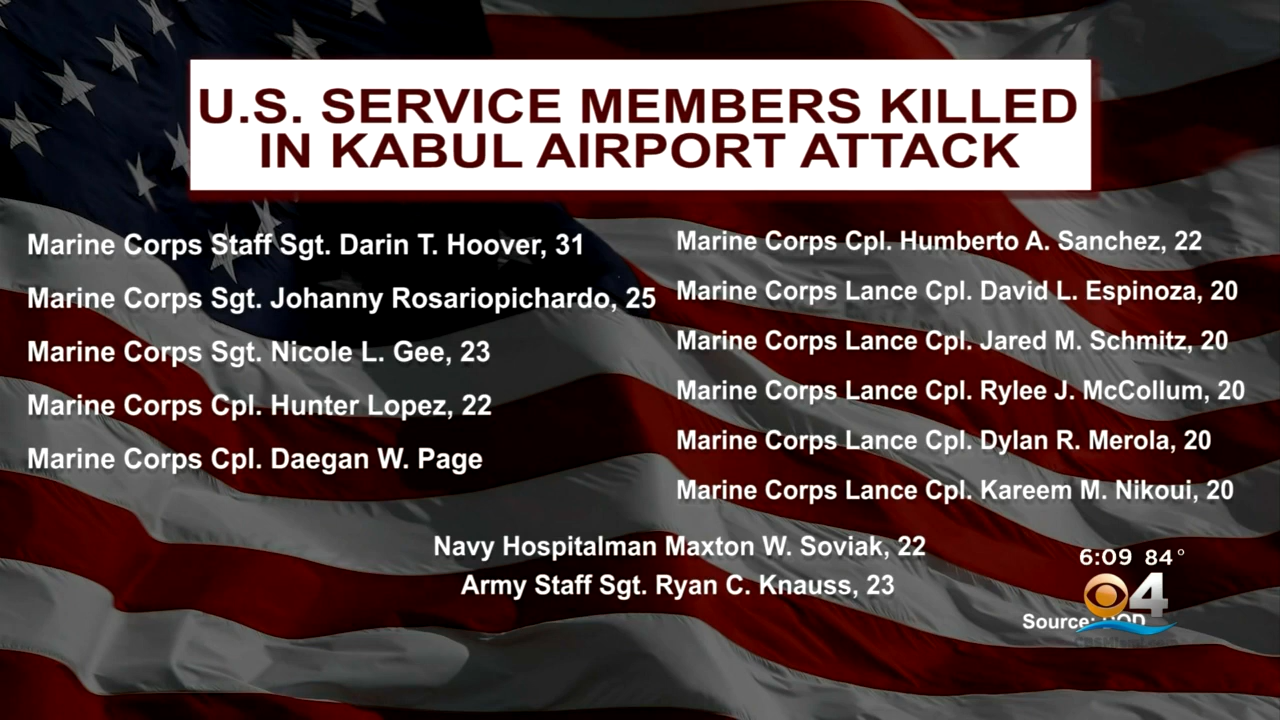 U.S. SERVICE MEMBERS KILLED
IN KABUL AIRPORT ATTACK
Marine Corps Staff Sgt. Darin T. Hoover, 31
Marine Corps Sgt. Johanny Rosariopichardo, 25
Marine Corps Sgt. Nicole L. Gee, 23
Marine Corps Cpl. Hunter Lopez, 22
Marine Corps Cpl. Daegan W. Page
Marine Corps Cpl. Humberto A. Sanchez, 22
Marine Corps Lance Cpl. David L. Espinoza, 20
Marine Corps Lance Cpl. Jared M. Schmitz, 20
Marine Corps Lance Cpl. Rylee J. McCollum, 20
Marine Corps Lance Cpl. Dylan R. Merola, 20
Marine Corps Lance Cpl. Kareem M. Nikoui, 20
Navy Hospitalman Maxton W. Soviak, 22
Army Staff Sgt. Ryan C. Knauss, 23
6:09 84°
4
Source: